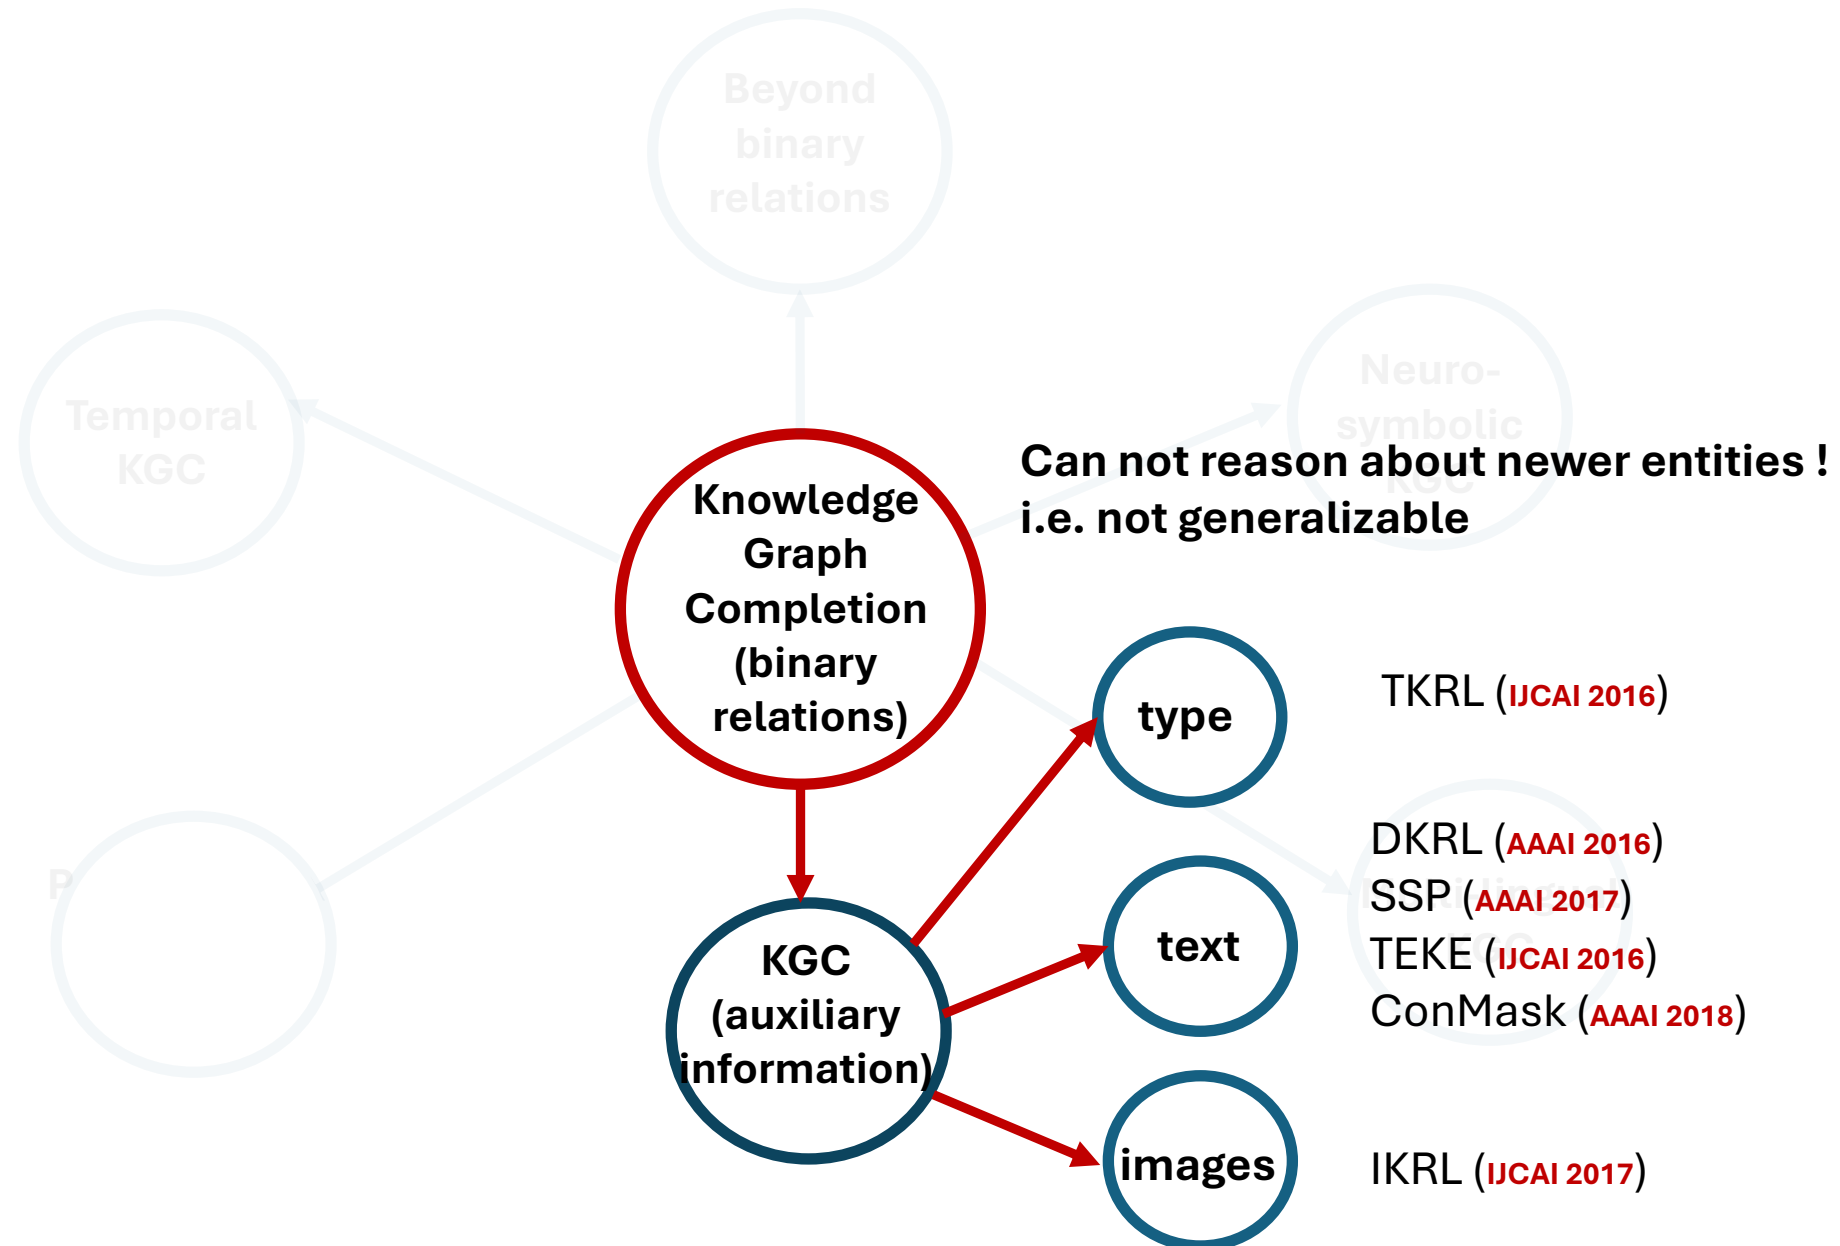 Beyond
binary
relations
Neuro-
symbolic
KGC
Temporal
KGC
Can not reason about newer entities !
i.e. not generalizable
Knowledge
Graph
Completion
(binary
relations)
type
TKRL (IJCAI 2016)
P
DKRL (AAAI 2016)
SSP (AAAI 2017)
TEKE (IJCAI 2016)
ConMask (AAAI 2018)
KGC
text
KGC
(auxiliary
information)
images
IKRL (IJCAI 2017)